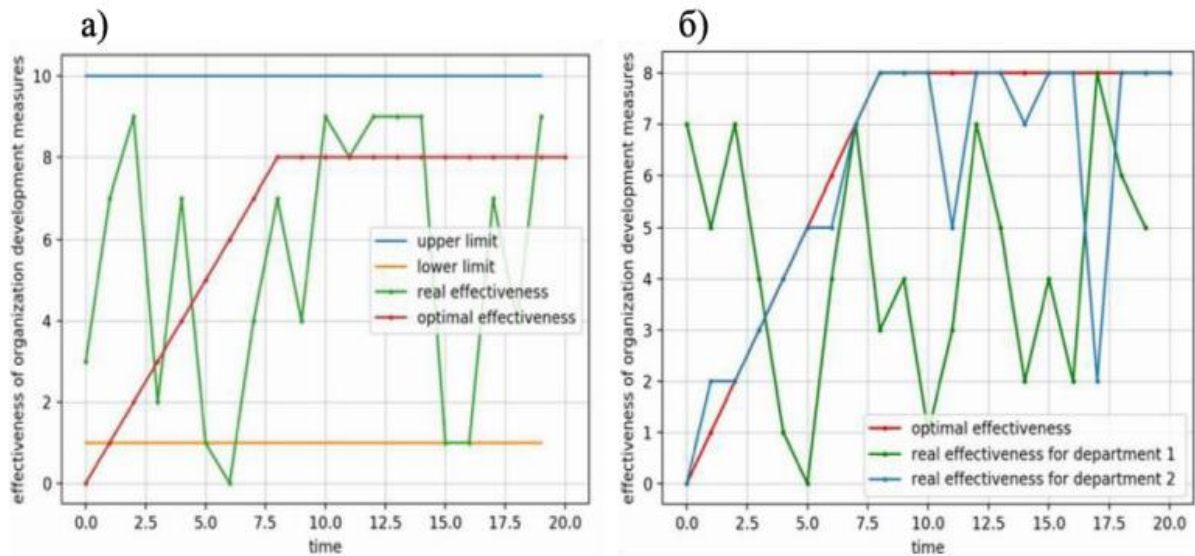 а)
effectiveness of organization development measures
10
8
6
4
2
0
upper limit
lower limit
real effectiveness
optimal effectiveness
0.0 2.5 5.0 7.5 10.0 12.5 15.0 17.5 20.0
time
б)
effectiveness of organization development measures
8
7
6
5
4
3
2
1
0
optimal effectiveness
real effectiveness for department 1
real effectiveness for department 2
0.0 2.5 5.0 7.5 10.0 12.5 15.0 17.5 20.0
time